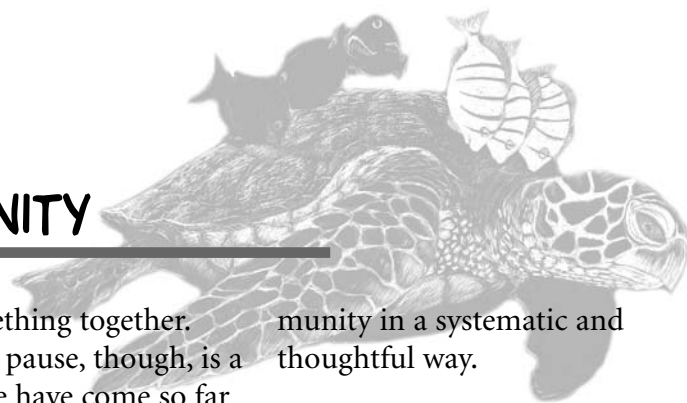 NITY
ething together.
pause, though, is a
e have come so far
munity in a systematic and
thoughtful way.